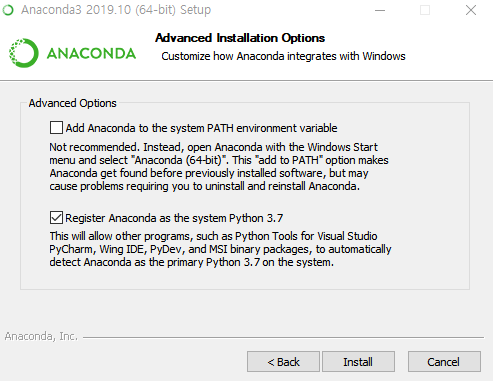 Anaconda3 2019.10 (64-bit) Setup
ANACONDA
Advanced Installation Options
Customize how Anaconda integrates with Windows
Advanced Options
Add Anaconda to the system PATH environment variable
Not recommended. Instead, open Anaconda with the Windows Start
menu and select "Anaconda (64-bit)". This "add to PATH" option makes
Anaconda get found before previously installed software, but may
cause problems requiring you to uninstall and reinstall Anaconda.
Register Anaconda as the system Python 3.7
This will allow other programs, such as Python Tools for Visual Studio
PyCharm, Wing IDE, PyDev, and MSI binary packages, to automatically
detect Anaconda as the primary Python 3.7 on the system.
Anaconda, Inc.
< Back Install Cancel